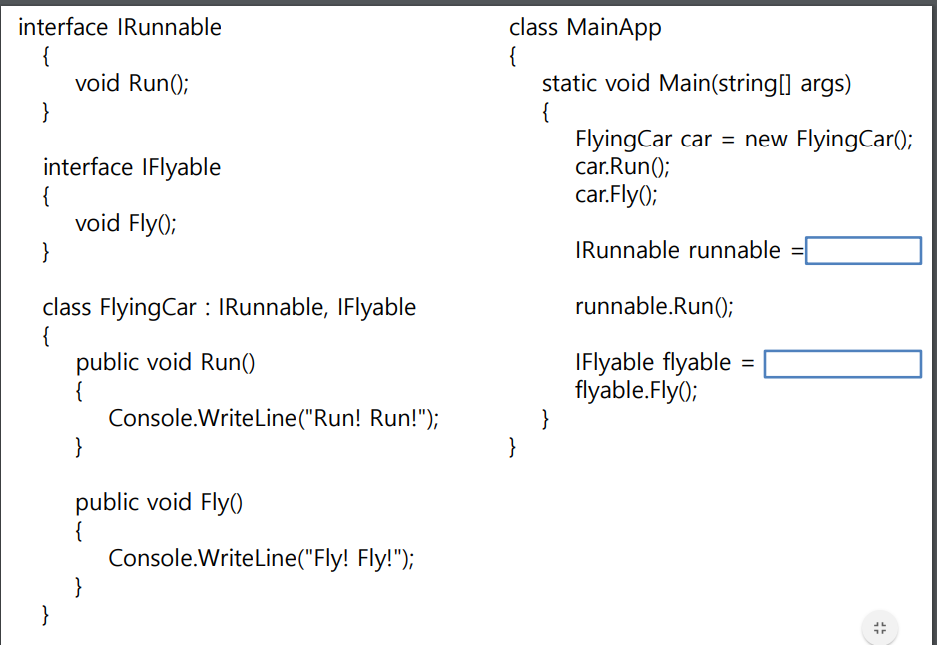 interface IRunnable
{
void Run();
}
interface IFlyable
{
void Fly();
}
class FlyingCar : IRunnable, IFlyable
{
public void Run()
{
Console.WriteLine("Run! Run!");
}
public void Fly()
{
Console.WriteLine("Fly! Fly!");
}
}
class MainApp
{
static void Main(string[] args)
{
FlyingCar car = new FlyingCar();
car.Run();
car.Fly();
IRunnable runnable =
runnable.Run();
IFlyable flyable =
flyable.Fly();
}
}